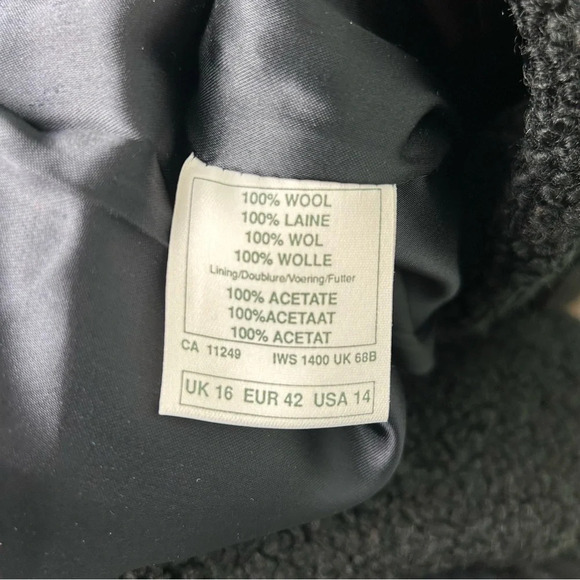 100% WOOL
100% LAINE
100% WOL
100% WOLLE
Lining/Doublure/Voering/Futter
100% ACETATE
100%ACETAAT
100% ACETAT
CA 11249 IWS 1400 UK 68B
UK 16 EUR 42 USA 14